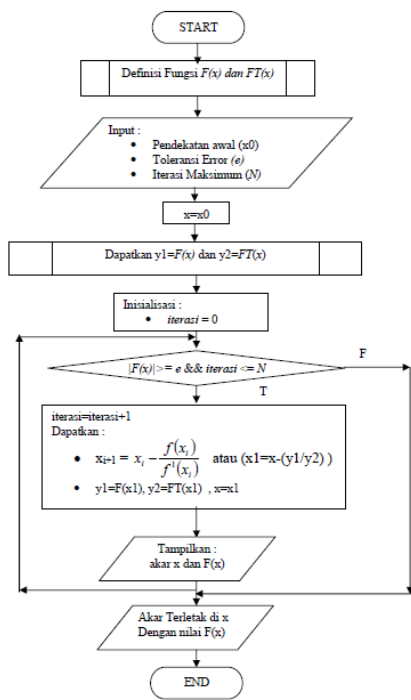 START
Definisi Fungsi F(x) dan FT(x)
Input :
• Pendekatan awal (x0)
• Toleransi Error (e)
• Iterasi Maksimum (N)
x=x0
Dapatkan y1=F(x) dan y2=FT(x)
Inisialisasi :
• iterasi = 0
|F(x)|>= e && iterasi <= N
F
T
iterasi=iterasi+1
Dapatkan :
• xᵢ₊₁ = xᵢ − f(xᵢ)/f¹(xᵢ) atau (x1=x-(y1/y2) )
• y1=F(x1), y2=FT(x1) , x=x1
Tampilkan :
akar x dan F(x)
Akar Terletak di x
Dengan nilai F(x)
END